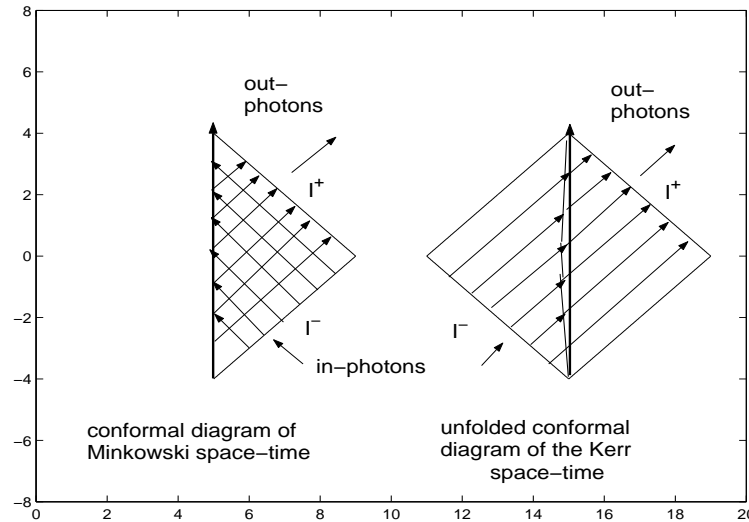 8
6
4
2
0
−2
−4
−6
−8
0
2
4
6
8
10
12
14
16
18
20
out−
photons
I⁺
I⁻
in−photons
conformal diagram of
Minkowski space−time
out−
photons
I⁺
I⁻
unfolded conformal
diagram of the Kerr
space−time